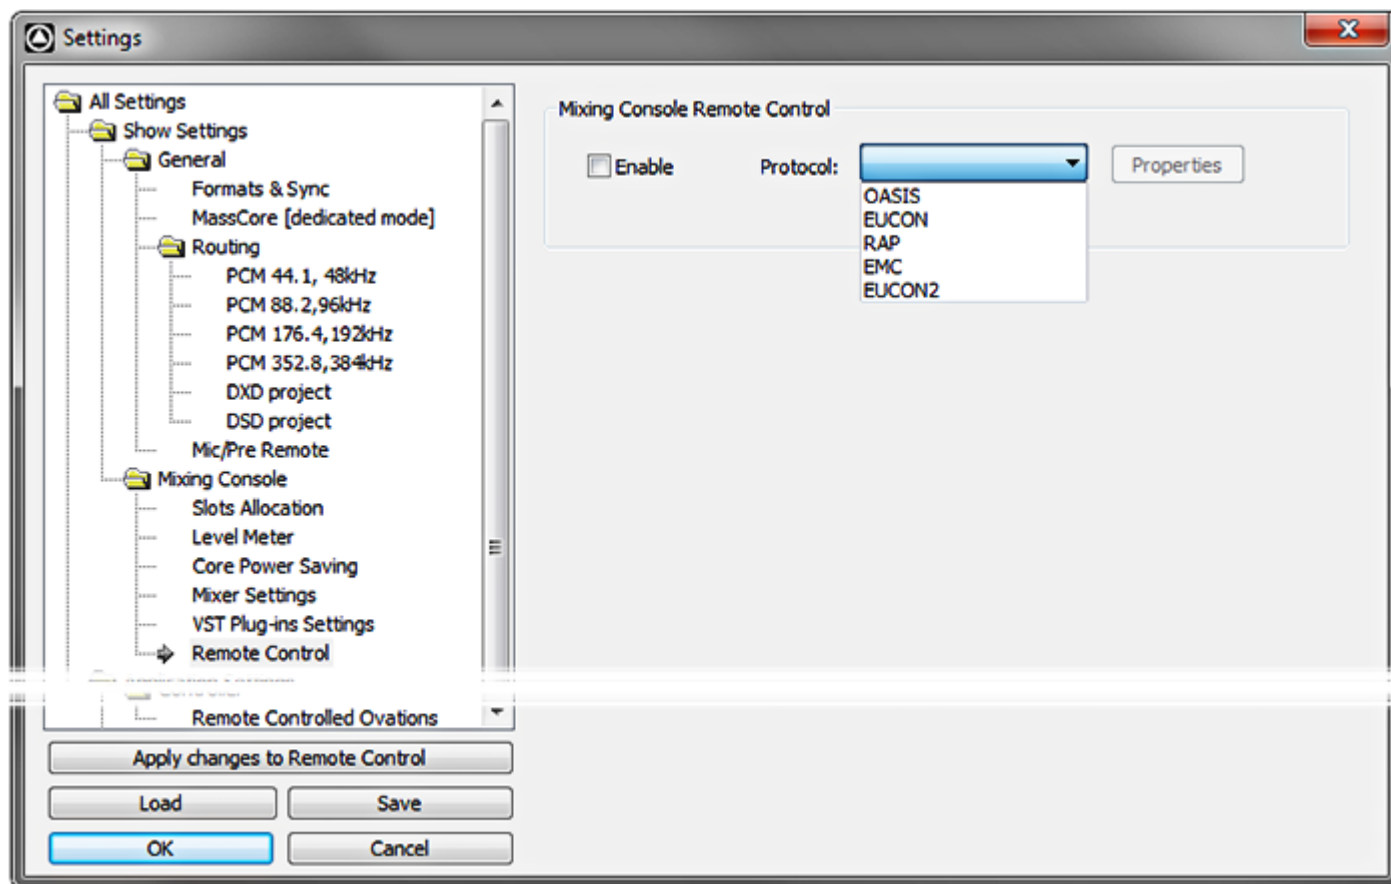 Settings
All Settings
Show Settings
General
Formats & Sync
MassCore [dedicated mode]
Routing
PCM 44.1, 48kHz
PCM 88.2,96kHz
PCM 176.4,192kHz
PCM 352.8,384kHz
DXD project
DSD project
Mic/Pre Remote
Mixing Console
Slots Allocation
Level Meter
Core Power Saving
Mixer Settings
VST Plug-ins Settings
Remote Control
Remote Controlled Ovations
Apply changes to Remote Control
Load Save
OK Cancel
Mixing Console Remote Control
Enable Protocol: Properties
OASIS
EUCON
RAP
EMC
EUCON2